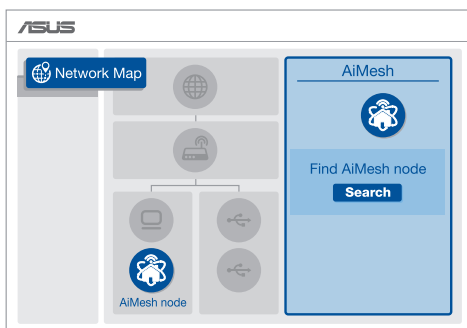 ASUS
Network Map
AiMesh
Find AiMesh node
Search
AiMesh node